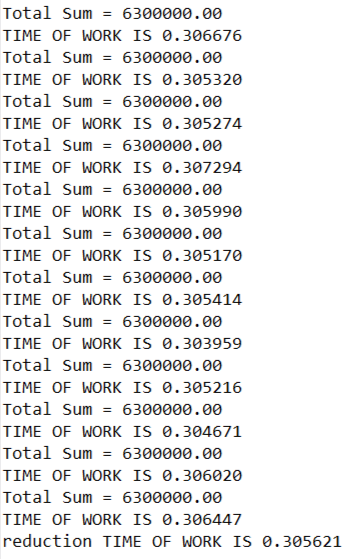 Total Sum = 6300000.00
TIME OF WORK IS 0.306676
Total Sum = 6300000.00
TIME OF WORK IS 0.305320
Total Sum = 6300000.00
TIME OF WORK IS 0.305274
Total Sum = 6300000.00
TIME OF WORK IS 0.307294
Total Sum = 6300000.00
TIME OF WORK IS 0.305990
Total Sum = 6300000.00
TIME OF WORK IS 0.305170
Total Sum = 6300000.00
TIME OF WORK IS 0.305414
Total Sum = 6300000.00
TIME OF WORK IS 0.303959
Total Sum = 6300000.00
TIME OF WORK IS 0.305216
Total Sum = 6300000.00
TIME OF WORK IS 0.304671
Total Sum = 6300000.00
TIME OF WORK IS 0.306020
Total Sum = 6300000.00
TIME OF WORK IS 0.306447
reduction TIME OF WORK IS 0.305621